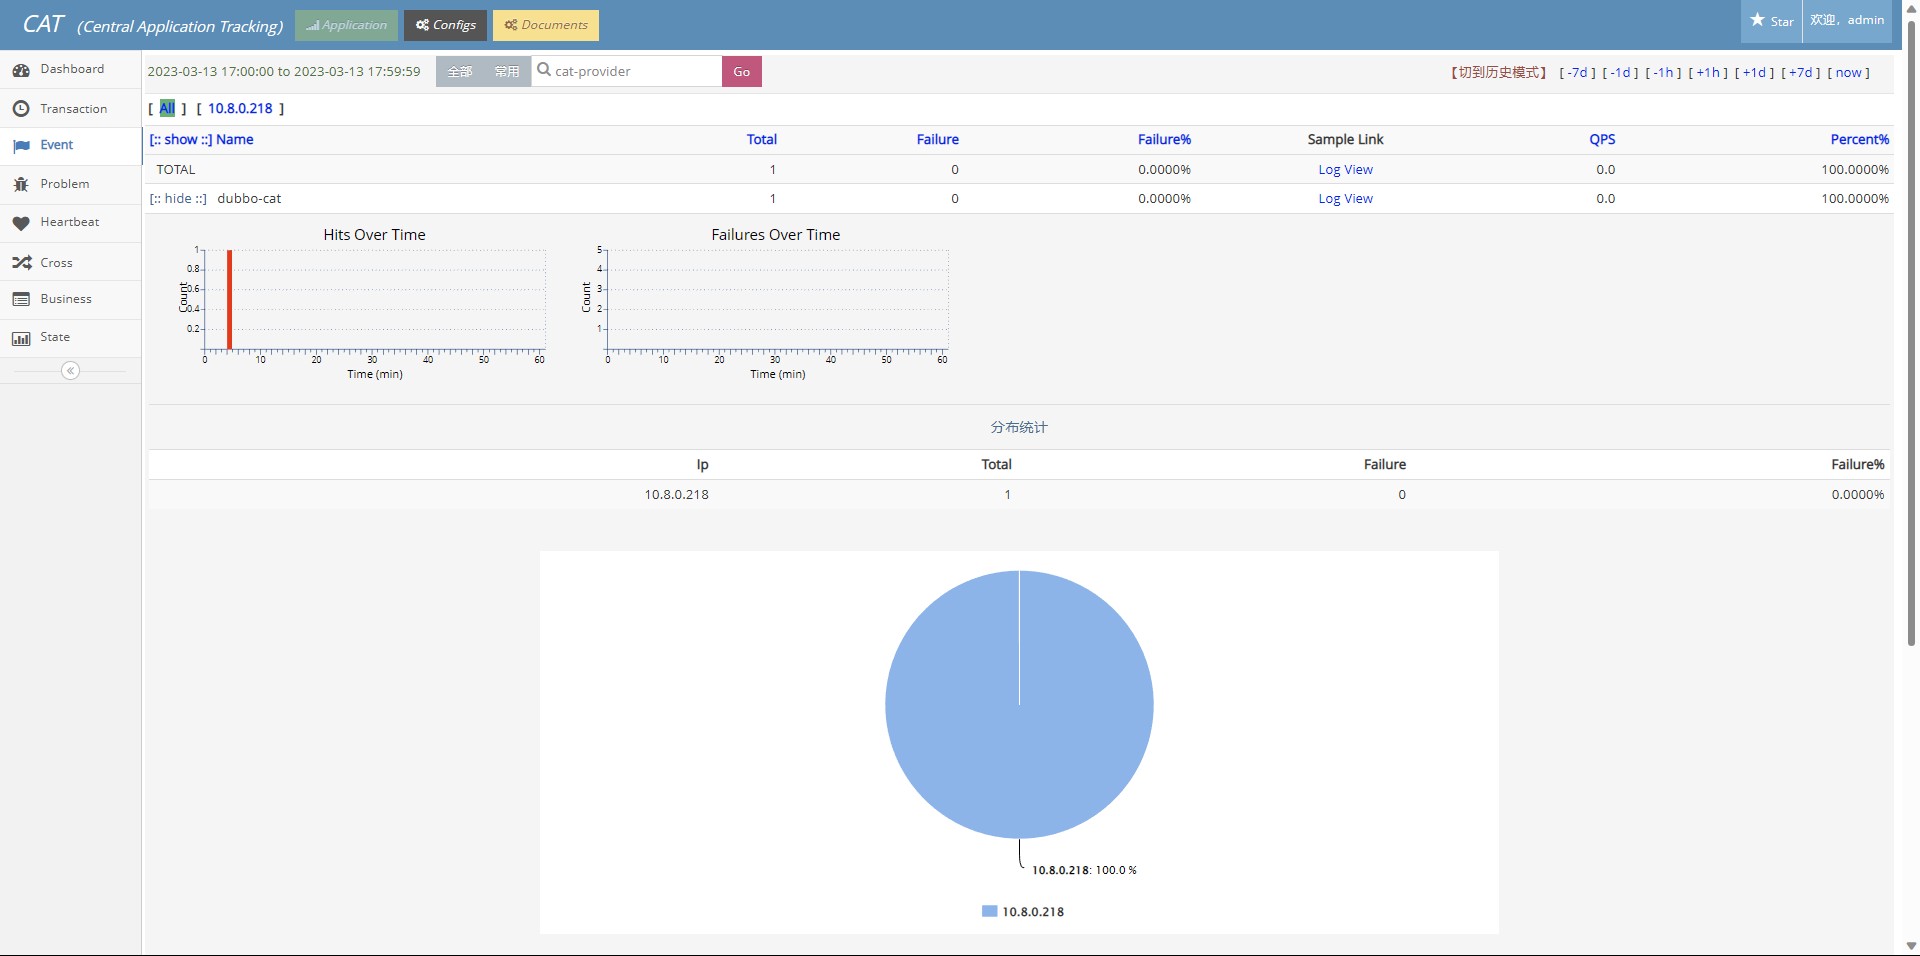 CAT (Central Application Tracking) Application Configs Documents Star 欢迎，admin
Dashboard
Transaction
Event
Problem
Heartbeat
Cross
Business
State
2023-03-13 17:00:00 to 2023-03-13 17:59:59 全部 常用 cat-provider Go 【切到历史模式】 [ -7d ] [ -1d ] [ -1h ] [ +1h ] [ +1d ] [ +7d ] [ now ]
[ All ] [ 10.8.0.218 ]
[:: show ::] Name Total Failure Failure% Sample Link QPS Percent%
TOTAL 1 0 0.0000% Log View 0.0 100.0000%
[:: hide ::] dubbo-cat 1 0 0.0000% Log View 0.0 100.0000%
Hits Over Time
1
0.8
0.6
0.4
0.2
Count
0 10 20 30 40 50 60
Time (min)
Failures Over Time
5
4
3
2
1
Count
0 10 20 30 40 50 60
Time (min)
分布统计
Ip Total Failure Failure%
10.8.0.218 1 0 0.0000%
10.8.0.218: 100.0 %
10.8.0.218